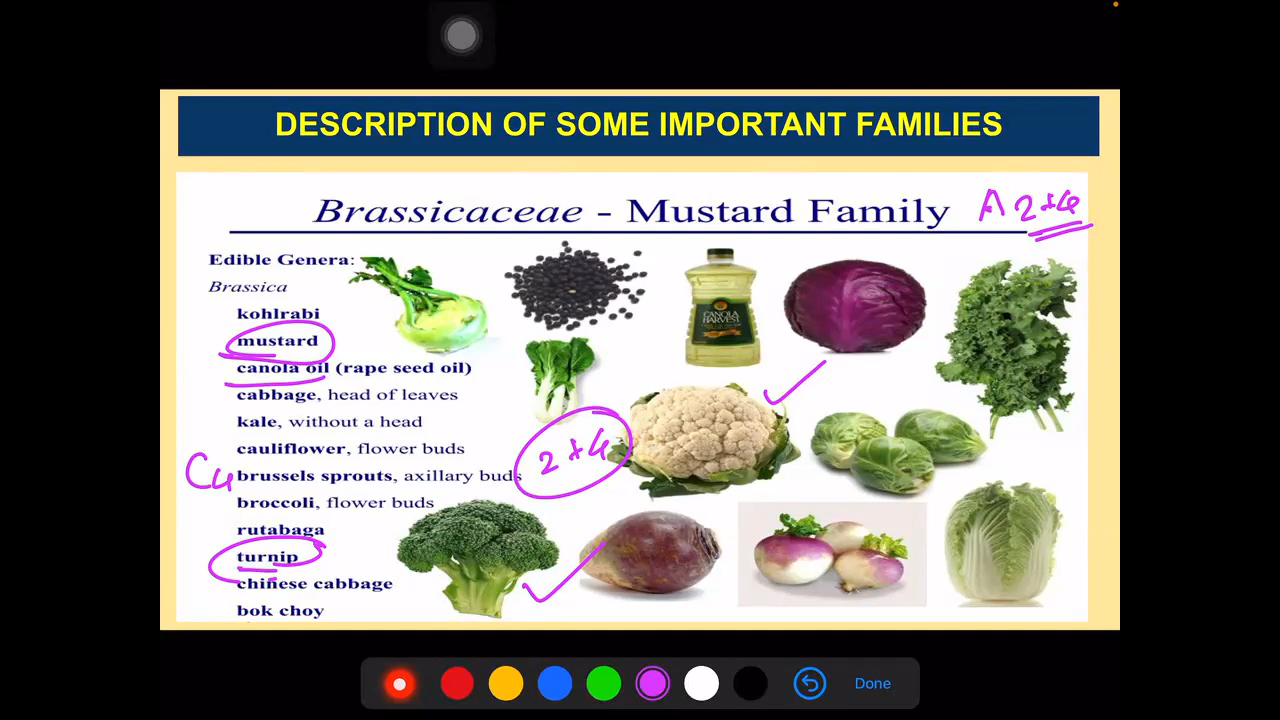 DESCRIPTION OF SOME IMPORTANT FAMILIES
Brassicaceae - Mustard Family A 2+4
Edible Genera:
Brassica
kohlrabi
mustard
canola oil (rape seed oil)
cabbage, head of leaves
kale, without a head
cauliflower, flower buds
2+4
C4
brussels sprouts, axillary buds
broccoli, flower buds
rutabaga
turnip
chinese cabbage
bok choy
CANOLA
HARVEST
Done